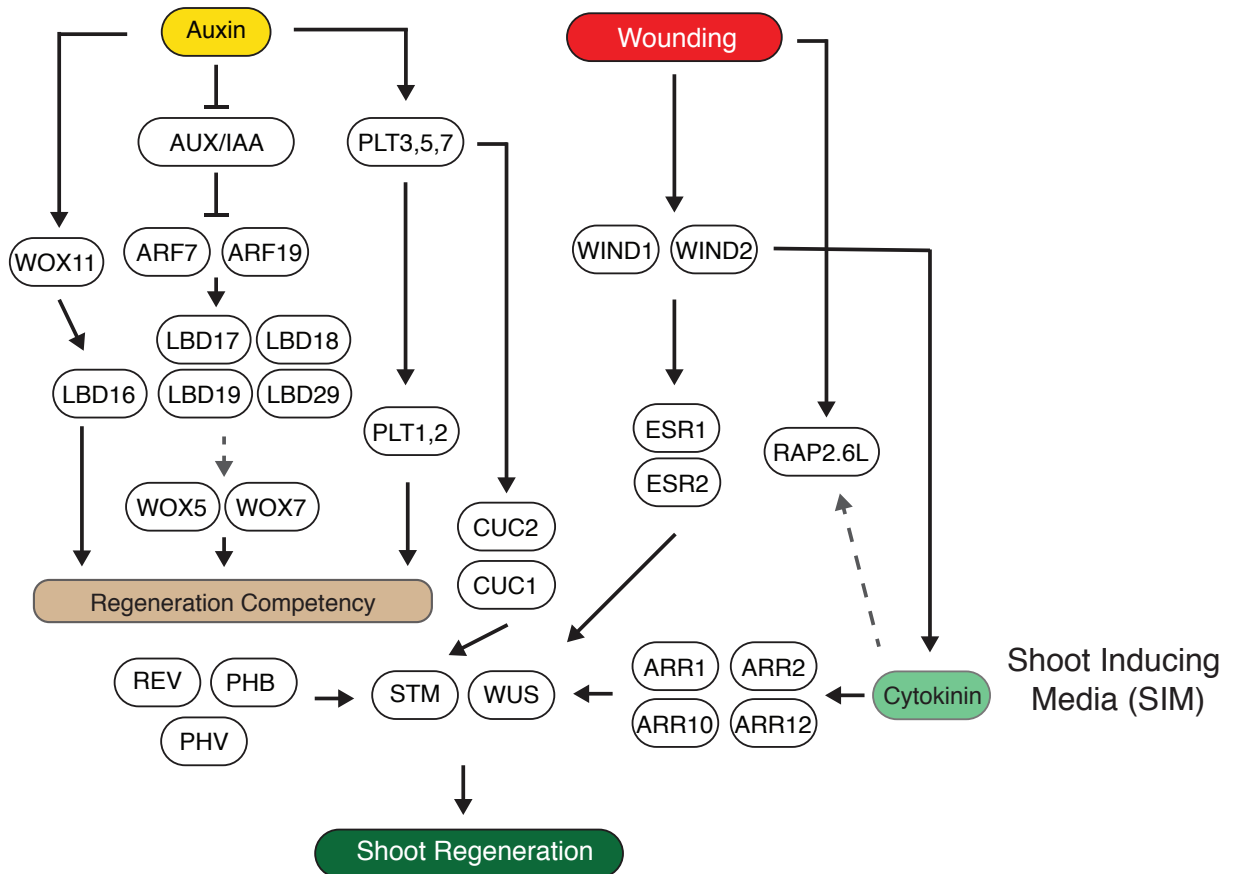 Auxin
Wounding
AUX/IAA
PLT3,5,7
WOX11
ARF7
ARF19
WIND1
WIND2
LBD17
LBD18
LBD16
LBD19
LBD29
PLT1,2
ESR1
ESR2
RAP2.6L
WOX5
WOX7
CUC2
CUC1
Regeneration Competency
REV
PHB
PHV
STM
WUS
ARR1
ARR2
ARR10
ARR12
Cytokinin
Shoot Inducing
Media (SIM)
Shoot Regeneration